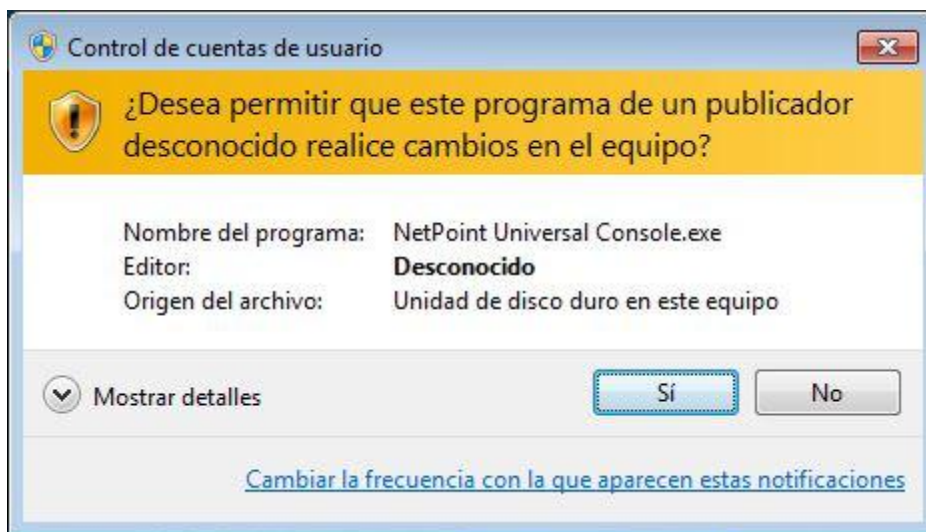 Control de cuentas de usuario
¿Desea permitir que este programa de un publicador
desconocido realice cambios en el equipo?
Nombre del programa: NetPoint Universal Console.exe
Editor: Desconocido
Origen del archivo: Unidad de disco duro en este equipo
Mostrar detalles Sí No
Cambiar la frecuencia con la que aparecen estas notificaciones